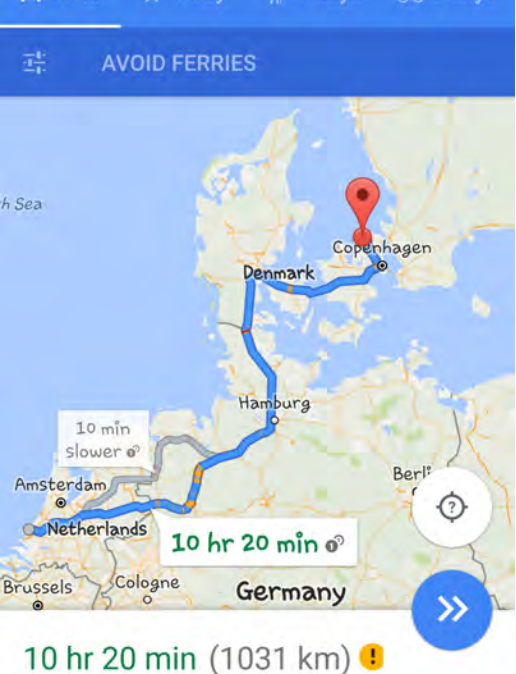 AVOID FERRIES
h Sea
Copenhagen
Denmark
Hamburg
10 min
slower
Amsterdam
Berli
Netherlands
10 hr 20 min
Brussels
Cologne
Germany
10 hr 20 min (1031 km)